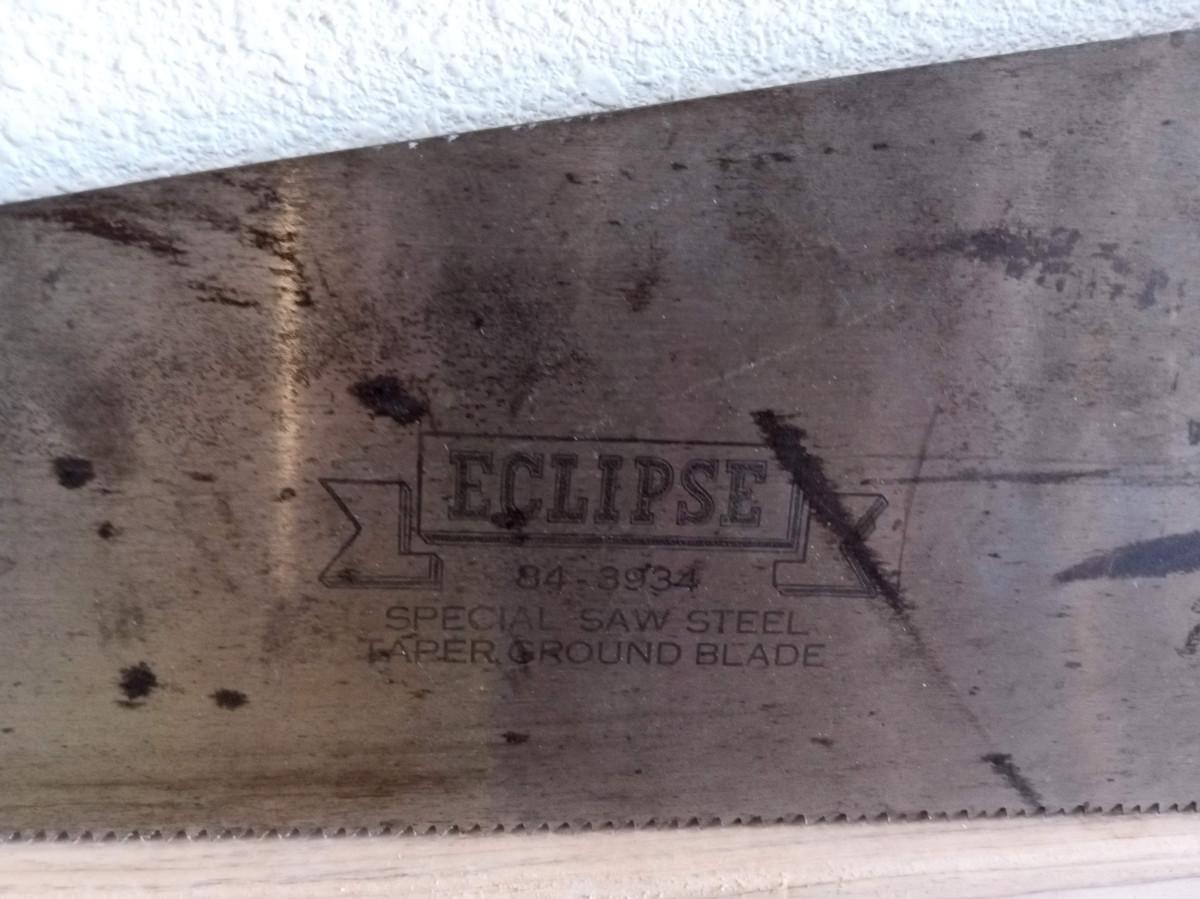 ECLIPSE
84-3934
SPECIAL SAW STEEL
TAPER GROUND BLADE